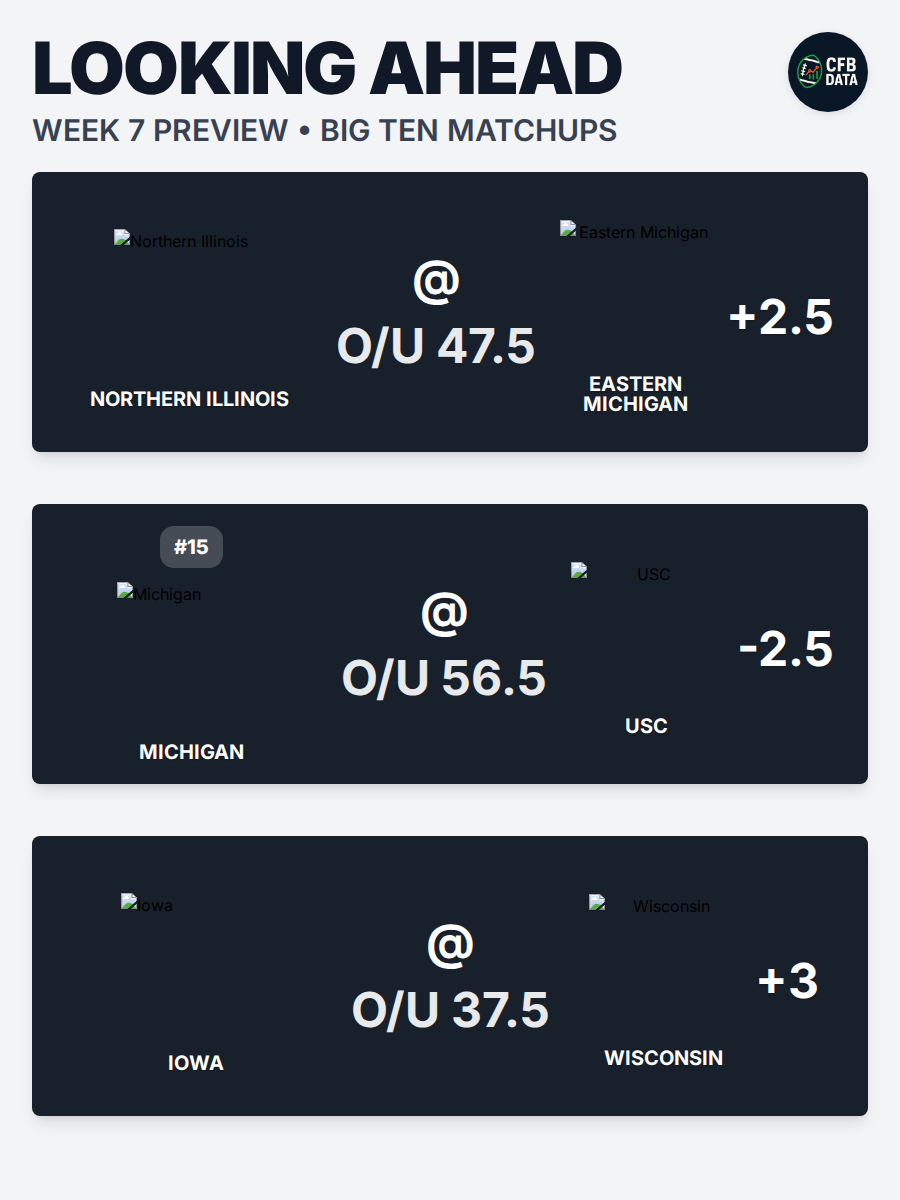 LOOKING AHEAD
CFB
DATA
WEEK 7 PREVIEW • BIG TEN MATCHUPS
Northern Illinois
Eastern Michigan
@
O/U 47.5
+2.5
NORTHERN ILLINOIS
EASTERN
MICHIGAN
#15
Michigan
USC
@
O/U 56.5
-2.5
MICHIGAN
USC
Iowa
Wisconsin
@
O/U 37.5
+3
IOWA
WISCONSIN